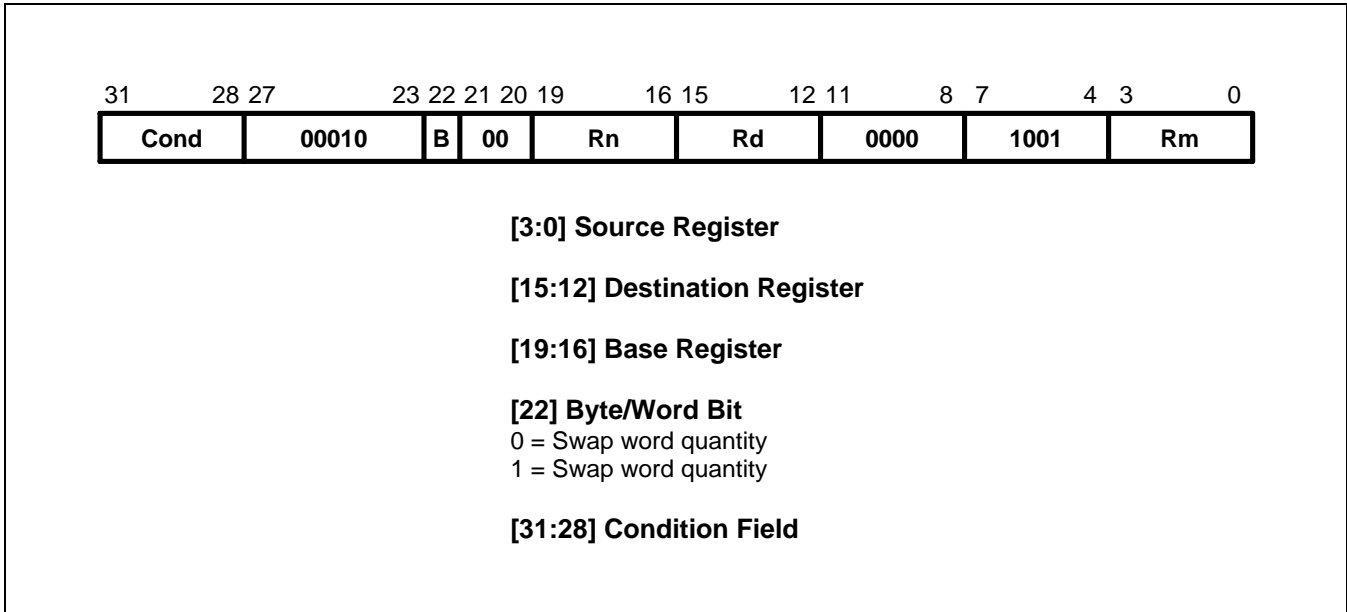 31 28 27 23 22 21 20 19 16 15 12 11 8 7 4 3 0
Cond 00010 B 00 Rn Rd 0000 1001 Rm
[3:0] Source Register
[15:12] Destination Register
[19:16] Base Register
[22] Byte/Word Bit
0 = Swap word quantity
1 = Swap word quantity
[31:28] Condition Field